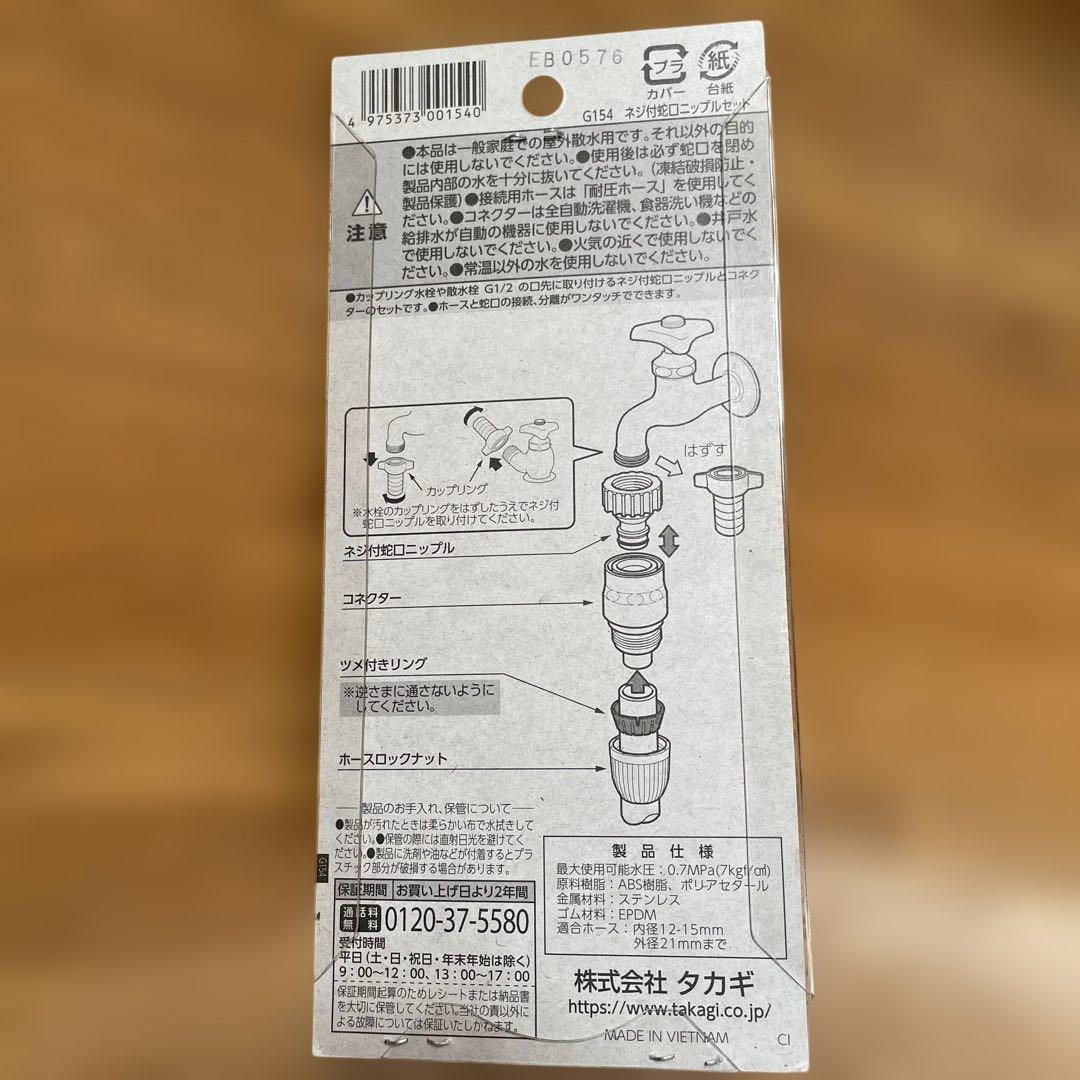 EB0576
プラ
カバー
紙
台紙
4 975373 001540
G154 ネジ付蛇口ニップルセット
注意
●本品は一般家庭での屋外散水用です。それ以外の目的
には使用しないでください。●使用後は必ず蛇口を閉め
製品内部の水を十分に抜いてください。（凍結破損防止・
製品保護）●接続用ホースは「耐圧ホース」を使用してく
ださい。●コネクターは全自動洗濯機、食器洗い機などの
給排水が自動の機器に使用しないでください。●井戸水
で使用しないでください。●火気の近くで使用しないでく
ださい。●常温以外の水を使用しないでください。
●カップリング水栓や散水栓 G1/2 の口先に取り付けるネジ付蛇口ニップルとコネク
ターのセットです。●ホースと蛇口の接続、分離がワンタッチでできます。
はずす
カップリング
※水栓のカップリングをはずしたうえでネジ付
蛇口ニップルを取り付けてください。
ネジ付蛇口ニップル
コネクター
ツメ付きリング
※逆さまに通さないように
してください。
ホースロックナット
製品のお手入れ、保管について
●製品が汚れたときは柔らかい布で水拭きして
ください。●保管の際には直射日光を避けてく
ださい。●製品に洗剤や油などが付着するとプラ
スチック部分が破損する場合があります。
G154
保証期間 お買い上げ日より2年間
通話料
無料 0120-37-5580
受付時間
平日（土・日・祝日・年末年始は除く）
9：00～12：00、13：00～17：00
保証期間起算のためレシートまたは納品書
を大切に保管してください。当社の責以外に
よる故障については保証いたしかねます。
製品仕様
最大使用可能水圧：0.7MPa(7kgf/c㎡)
原料樹脂：ABS樹脂、ポリアセタール
金属材料：ステンレス
ゴム材料：EPDM
適合ホース：内径12-15mm
外径21mmまで
株式会社 タカギ
https://www.takagi.co.jp/
MADE IN VIETNAM
CI